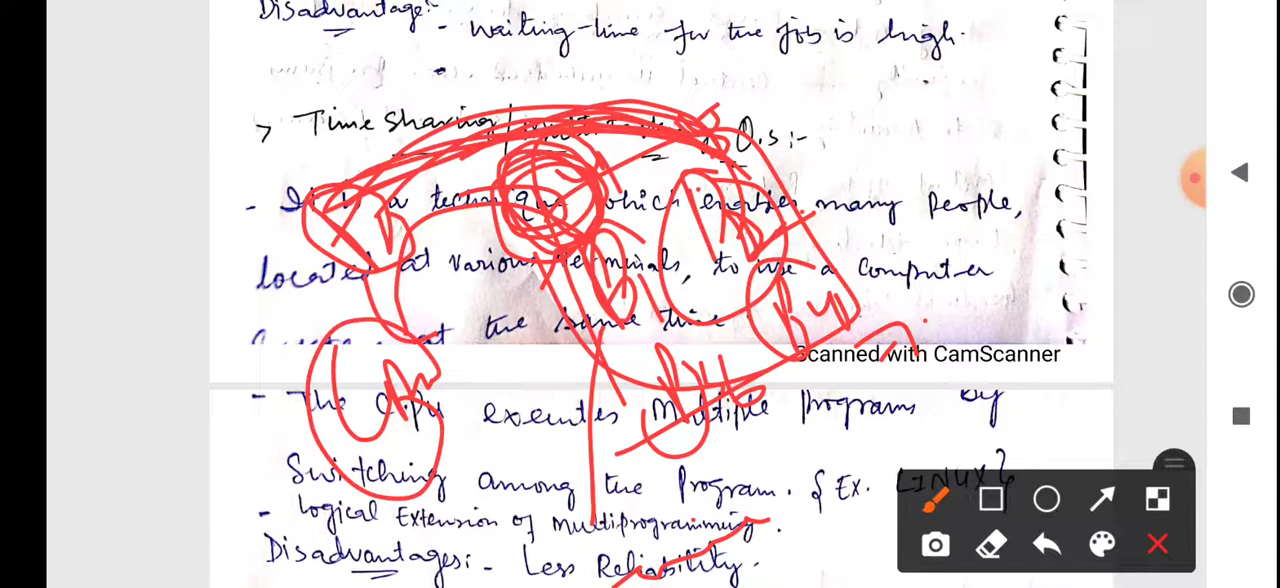 Disadvantage:-
- Waiting-time for the job is high.
> Time Sharing / O.S:-
- It is a technique which enables many people,
located at various terminals, to use a computer
at the same time
Scanned with CamScanner
- The C.P.U executes Multiple Programs by
Switching among the Program. { Ex. LINUX }
- Logical Extension of Multiprogramming.
Disadvantages:- - Less Reliability.